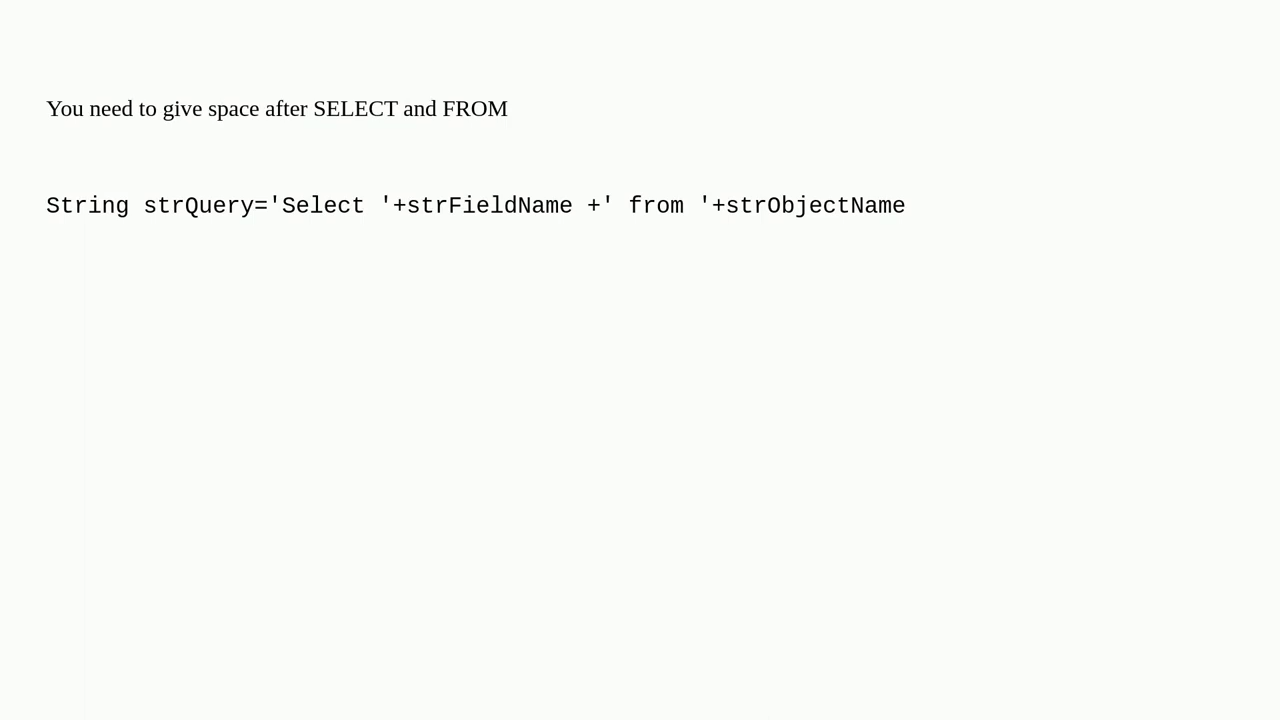 You need to give space after SELECT and FROM
String strQuery='Select '+strFieldName +' from '+strObjectName